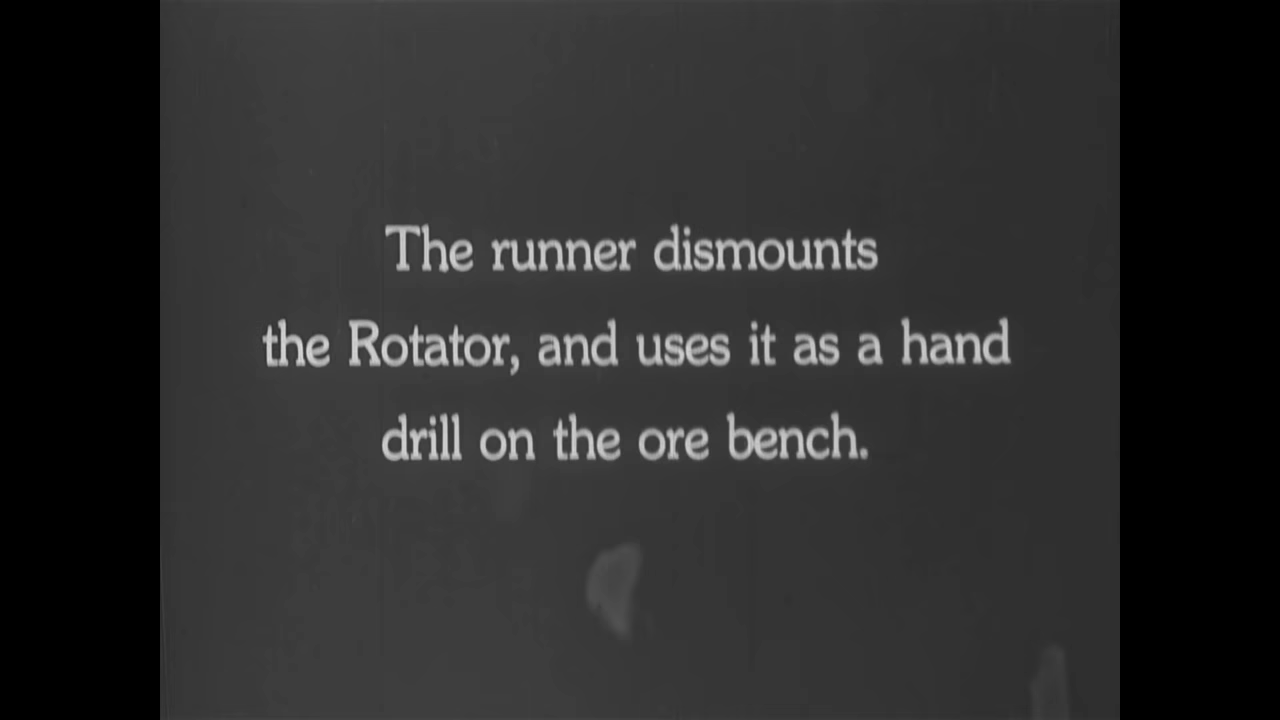 The runner dismounts
the Rotator, and uses it as a hand
drill on the ore bench.